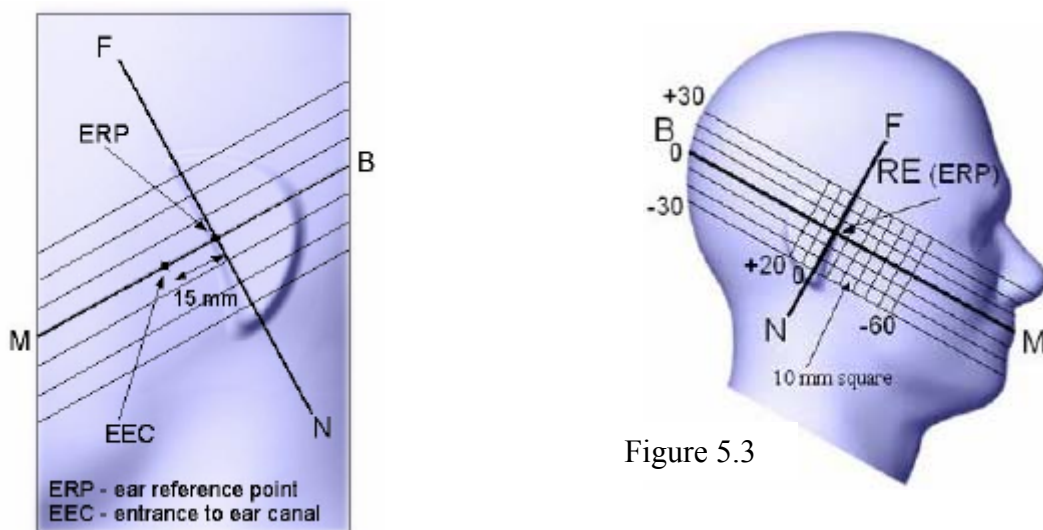 F
ERP
B
15 mm
M
EEC
N
ERP - ear reference point
EEC - entrance to ear canal
+30
B
0
F
RE (ERP)
-30
+20
0
N
-60
M
10 mm square
Figure 5.3